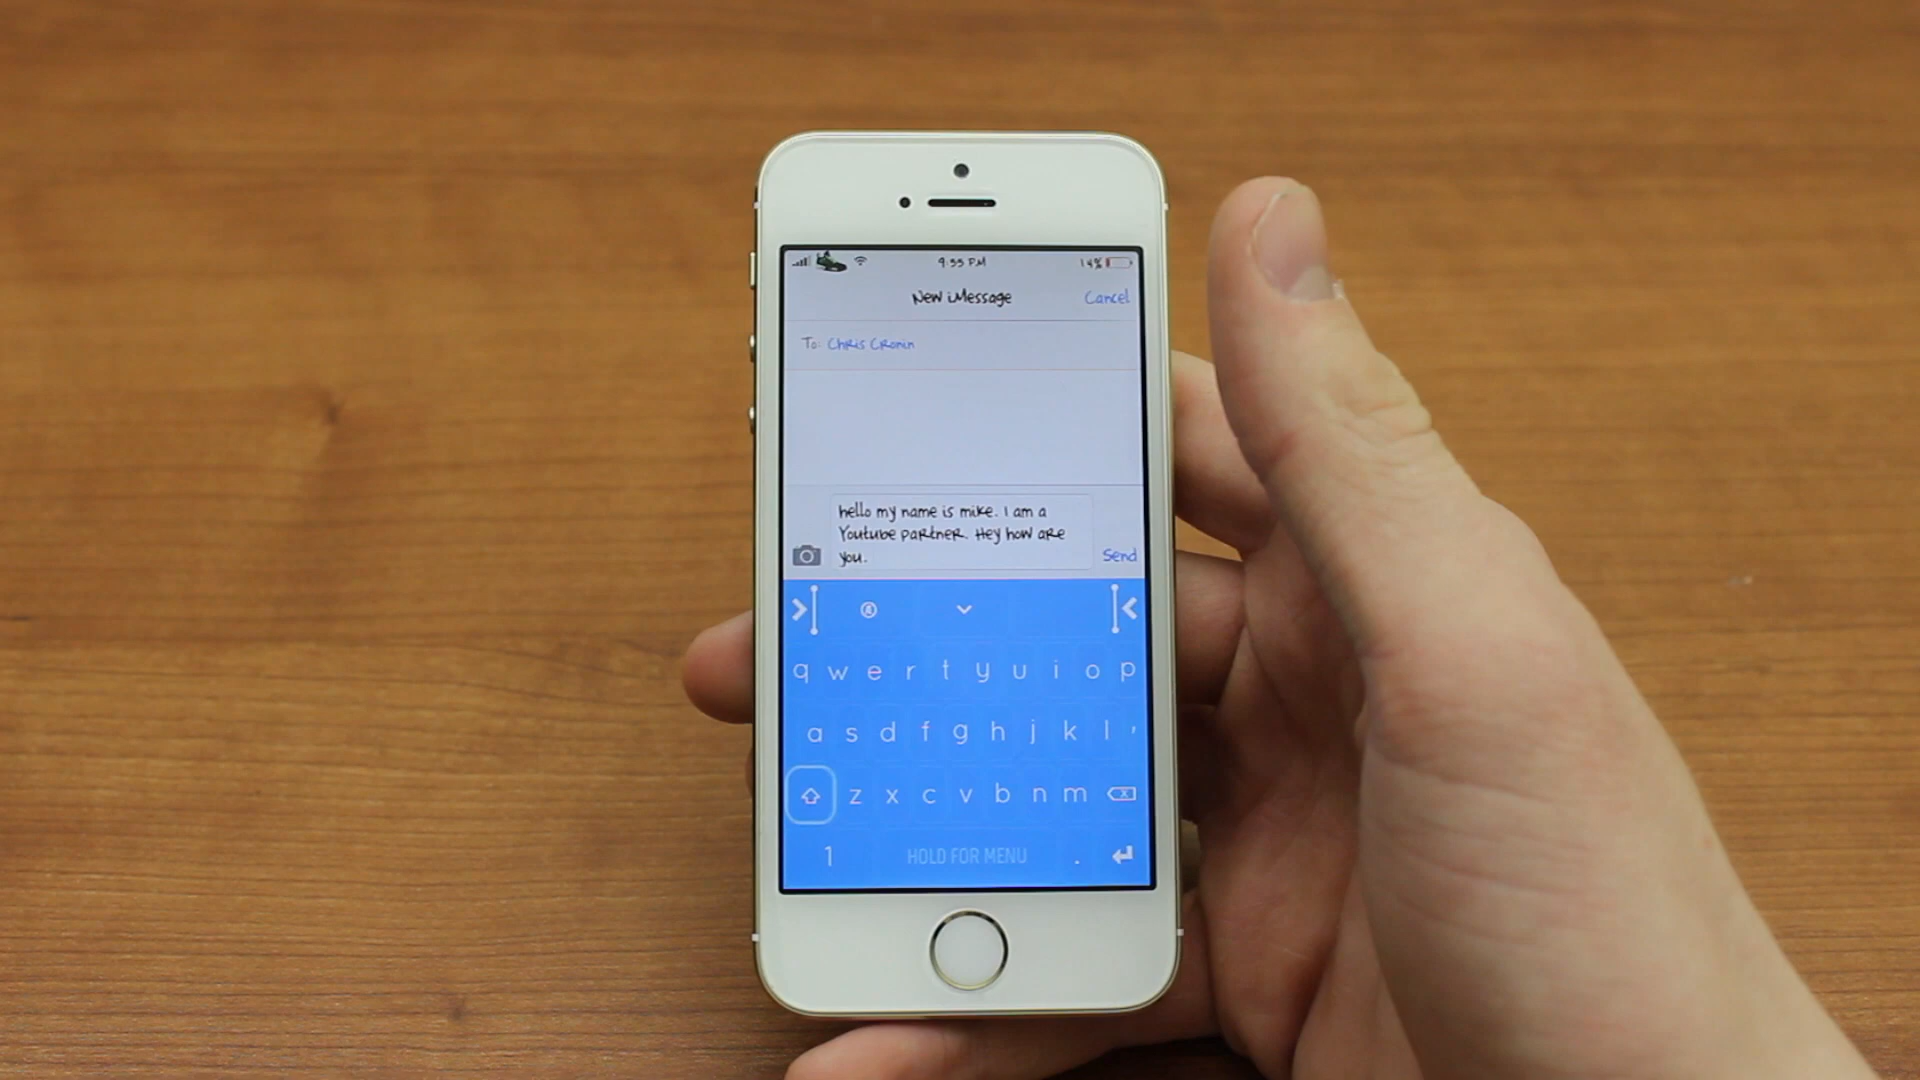 9:55 PM 14%
New iMessage Cancel
To: Chris Cronin
hello my name is mike. I am a
Youtube partner. Hey how are
you.
Send
q w e r t y u i o p
a s d f g h j k l '
z x c v b n m
1 HOLD FOR MENU .